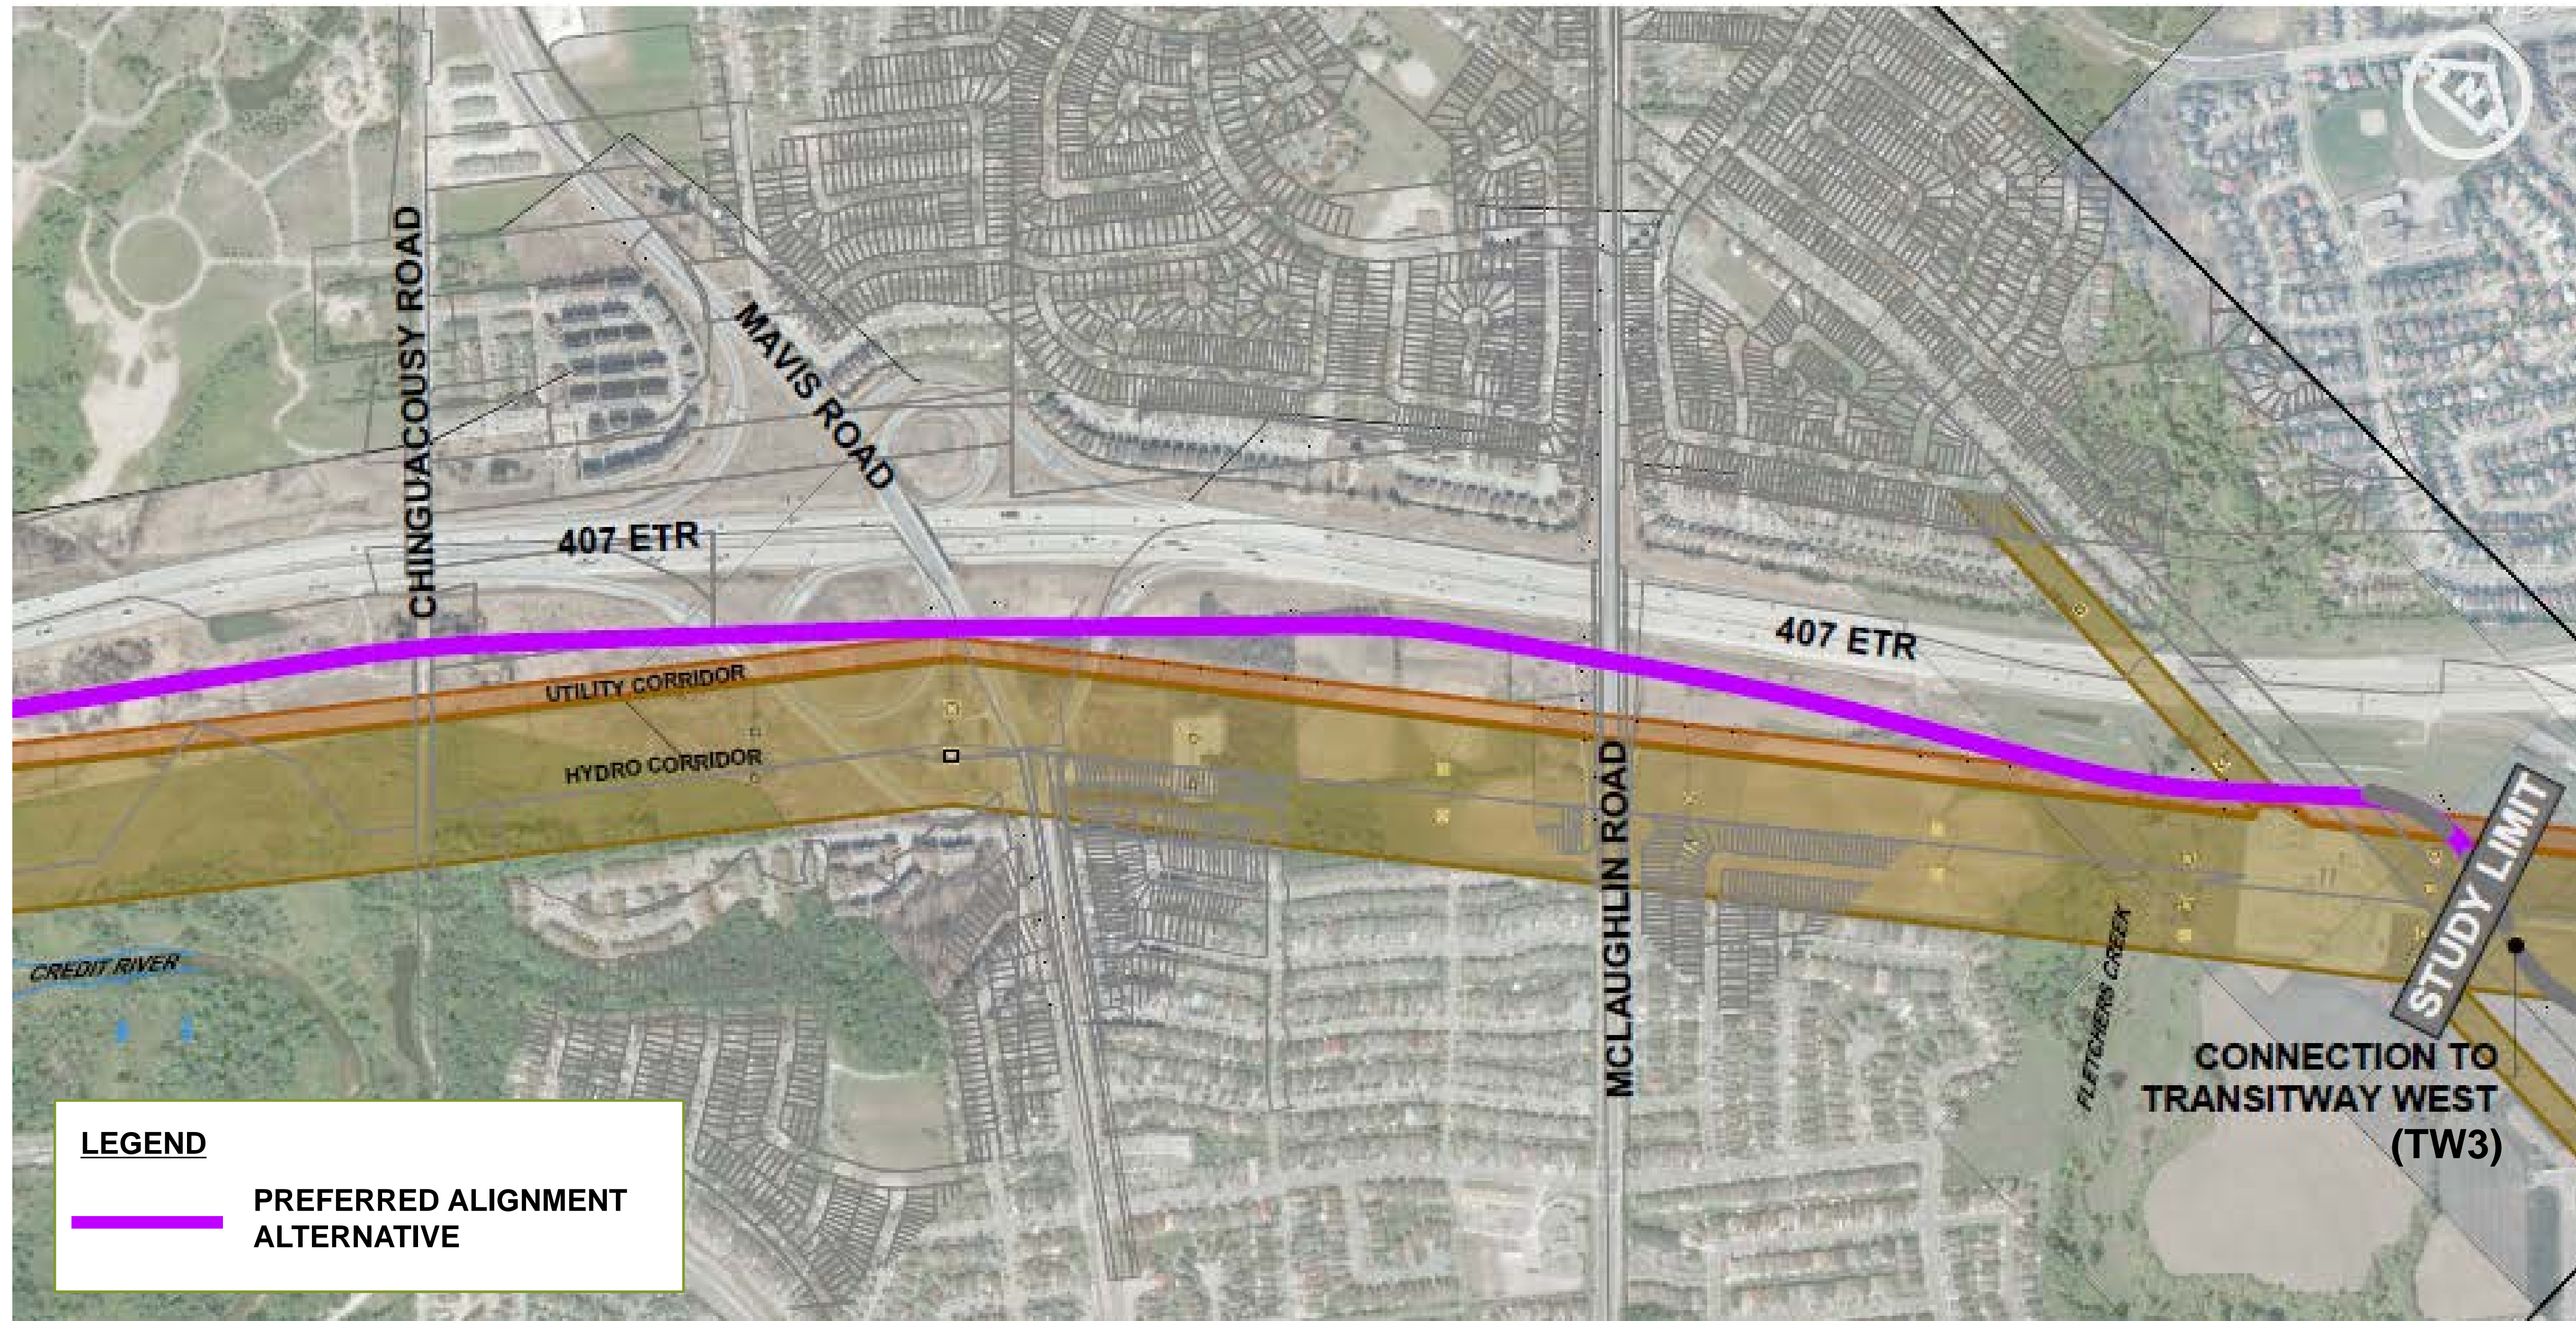 N
CHINGUACOUSY ROAD
MAVIS ROAD
407 ETR
407 ETR
UTILITY CORRIDOR
HYDRO CORRIDOR
MCLAUGHLIN ROAD
CREDIT RIVER
FLETCHERS CREEK
STUDY LIMIT
CONNECTION TO
TRANSITWAY WEST
(TW3)
LEGEND
PREFERRED ALIGNMENT
ALTERNATIVE